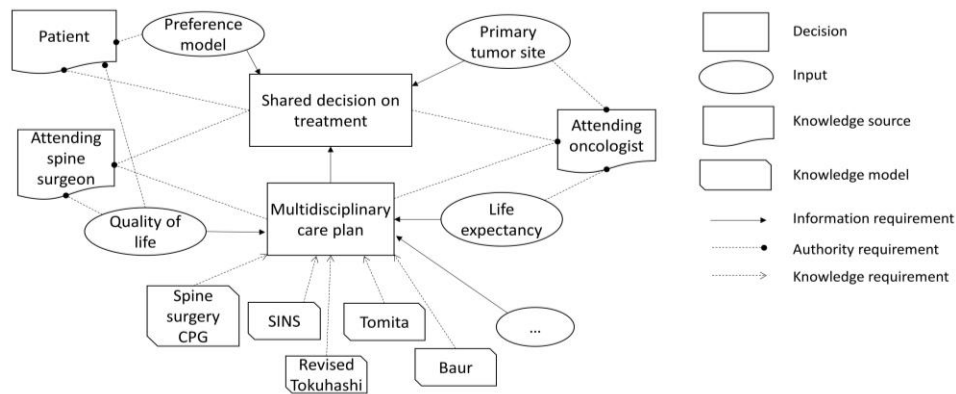 Patient
Preference
model
Primary
tumor site
Shared decision on
treatment
Attending
spine
surgeon
Attending
oncologist
Quality of
life
Multidisciplinary
care plan
Life
expectancy
Spine
surgery
CPG
SINS
Revised
Tokuhashi
Tomita
Baur
...
Decision
Input
Knowledge source
Knowledge model
Information requirement
Authority requirement
Knowledge requirement